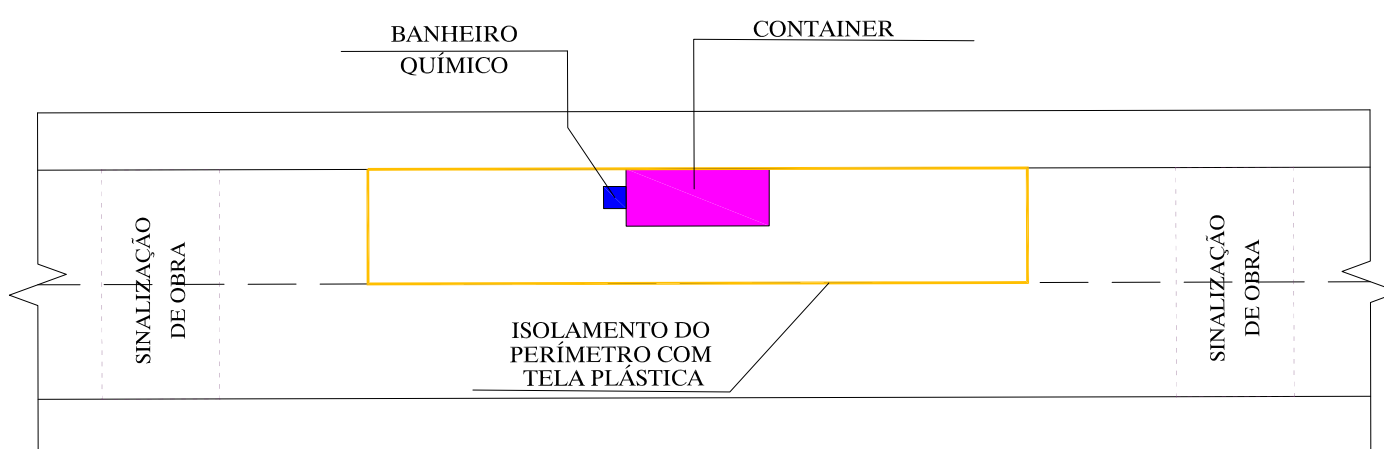 BANHEIRO
QUÍMICO
CONTAINER
SINALIZAÇÃO
DE OBRA
ISOLAMENTO DO
PERÍMETRO COM
TELA PLÁSTICA
SINALIZAÇÃO
DE OBRA